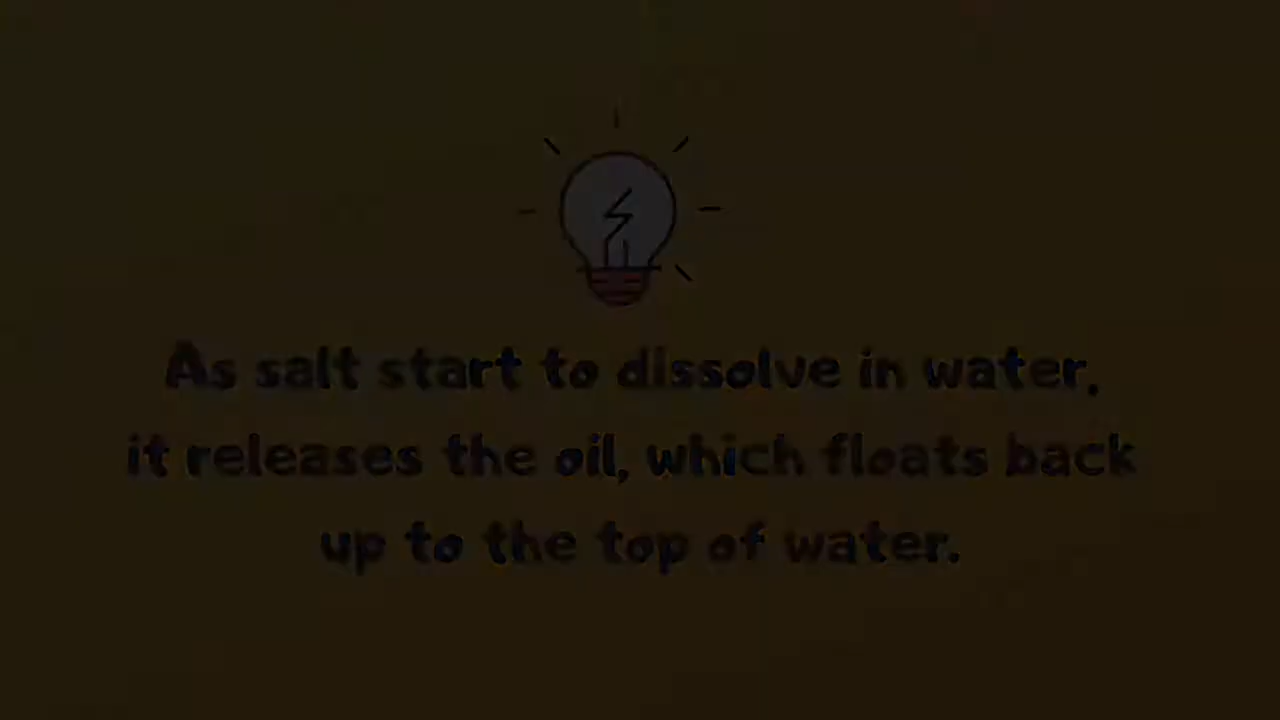 As salt start to dissolve in water,
it releases the oil, which floats back
up to the top of water.